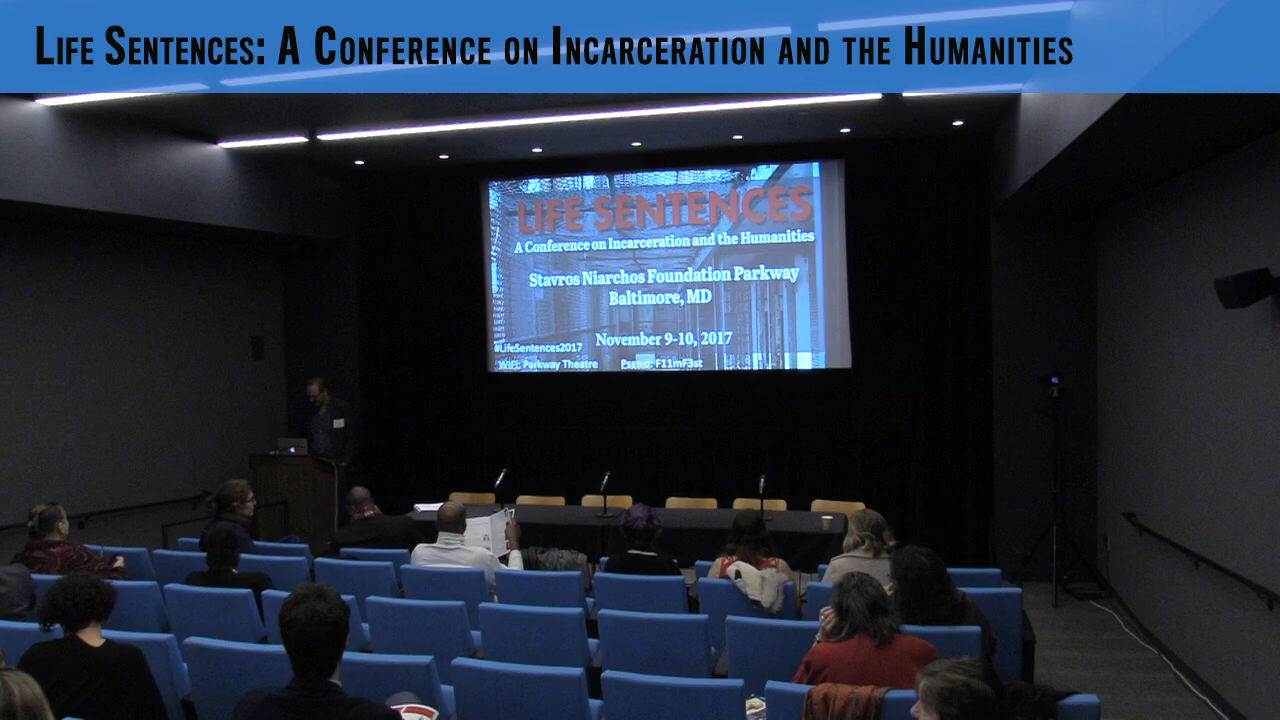 Life Sentences: A Conference on Incarceration and the Humanities
LIFE SENTENCES
A Conference on Incarceration and the Humanities
Stavros Niarchos Foundation Parkway
Baltimore, MD
November 9-10, 2017
#LifeSentences2017
WiFi: Parkway Theatre Psswd: F11mF3st